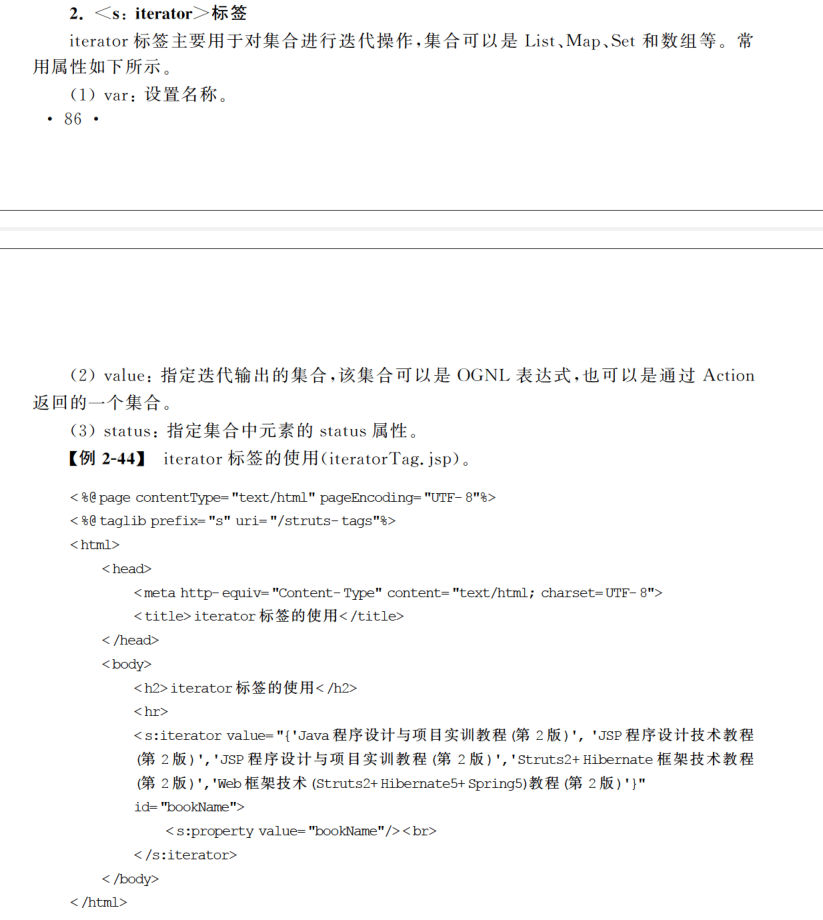 2. <s: iterator>标签
iterator 标签主要用于对集合进行迭代操作,集合可以是 List、Map、Set 和数组等。常
用属性如下所示。
(1) var: 设置名称。
· 86 ·
(2) value: 指定迭代输出的集合,该集合可以是 OGNL 表达式,也可以是通过 Action
返回的一个集合。
(3) status: 指定集合中元素的 status 属性。
【例 2-44】 iterator 标签的使用(iteratorTag.jsp)。
<%@page contentType="text/html" pageEncoding="UTF-8"%>
<%@taglib prefix="s" uri="/struts-tags"%>
<html>
<head>
<meta http-equiv="Content-Type" content="text/html; charset=UTF-8">
<title>iterator 标签的使用</title>
</head>
<body>
<h2>iterator 标签的使用</h2>
<hr>
<s:iterator value="{'Java 程序设计与项目实训教程(第 2 版)', 'JSP 程序设计技术教程
(第 2 版)','JSP 程序设计与项目实训教程(第 2 版)','Struts2+Hibernate 框架技术教程
(第 2 版)','Web 框架技术(Struts2+Hibernate5+Spring5)教程(第 2 版)'}"
id="bookName">
<s:property value="bookName"/><br>
</s:iterator>
</body>
</html>